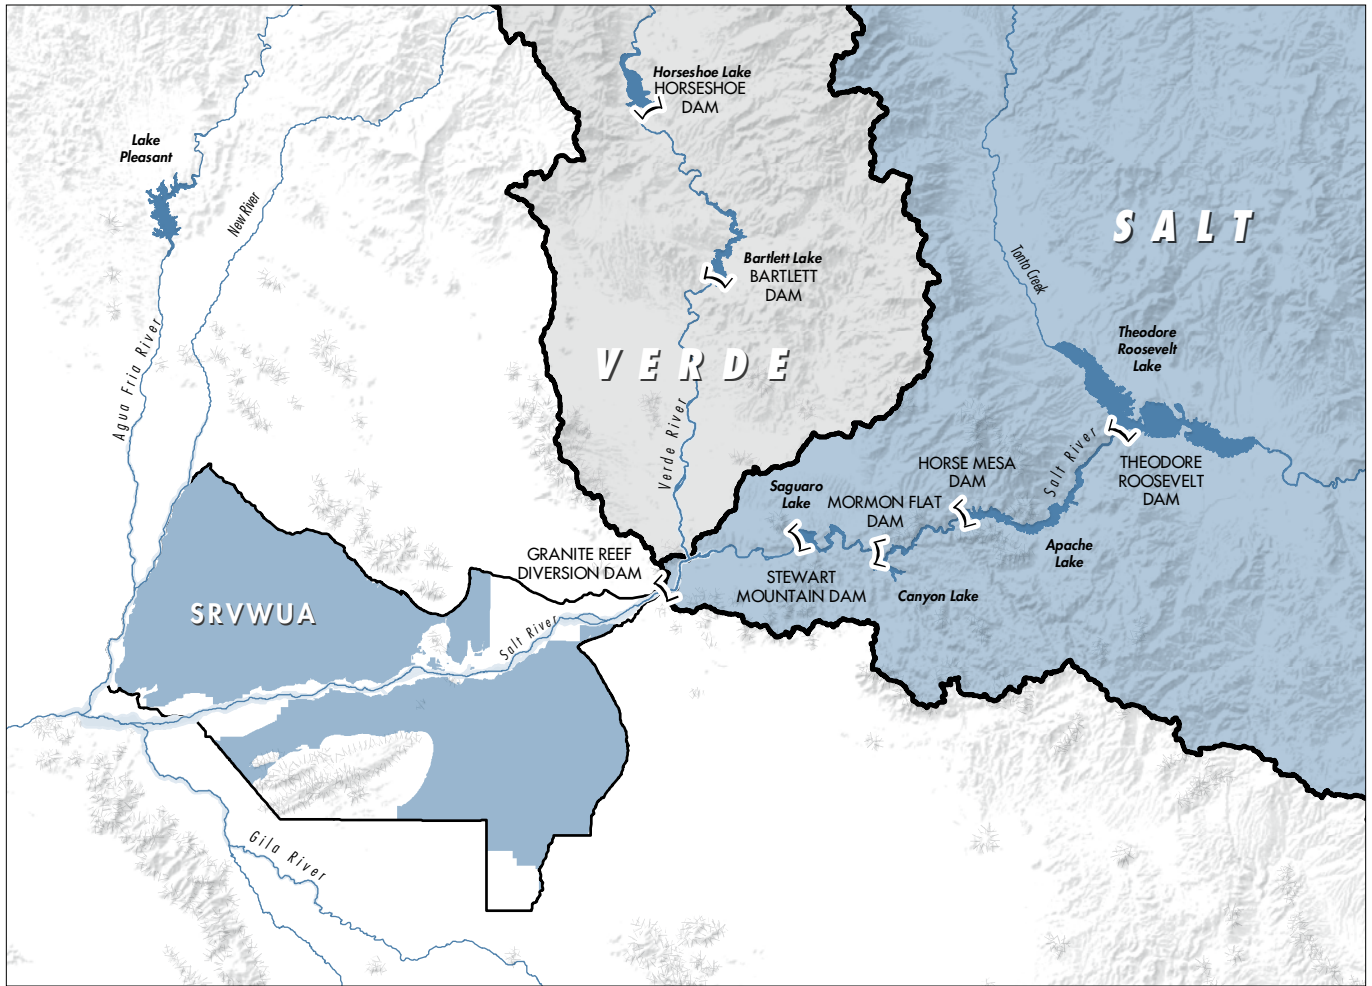 Horseshoe Lake
HORSESHOE
DAM
Lake
Pleasant
New River
SALT
Bartlett Lake
BARTLETT
DAM
Tonto Creek
Agua Fria River
VERDE
Theodore
Roosevelt
Lake
Verde River
Salt River
THEODORE
ROOSEVELT
DAM
HORSE MESA
DAM
Saguaro
Lake
MORMON FLAT
DAM
Apache
Lake
GRANITE REEF
DIVERSION DAM
STEWART
MOUNTAIN DAM
Canyon Lake
SRVWUA
Salt River
Gila River